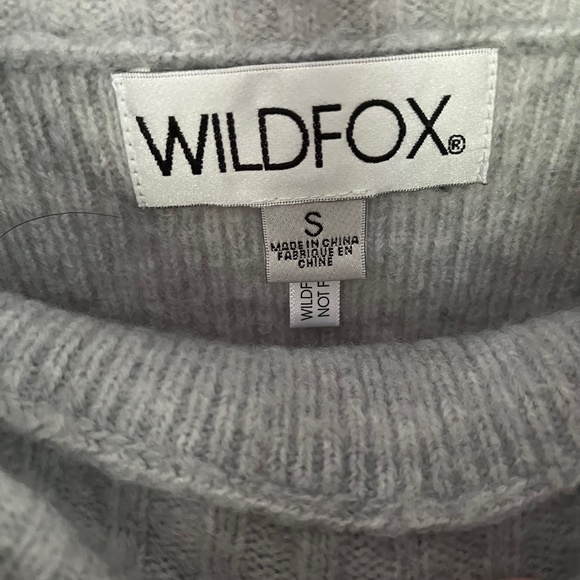 WILDFOX®
S
MADE IN CHINA
FABRIQUE EN
CHINE
WILDF
NOT F